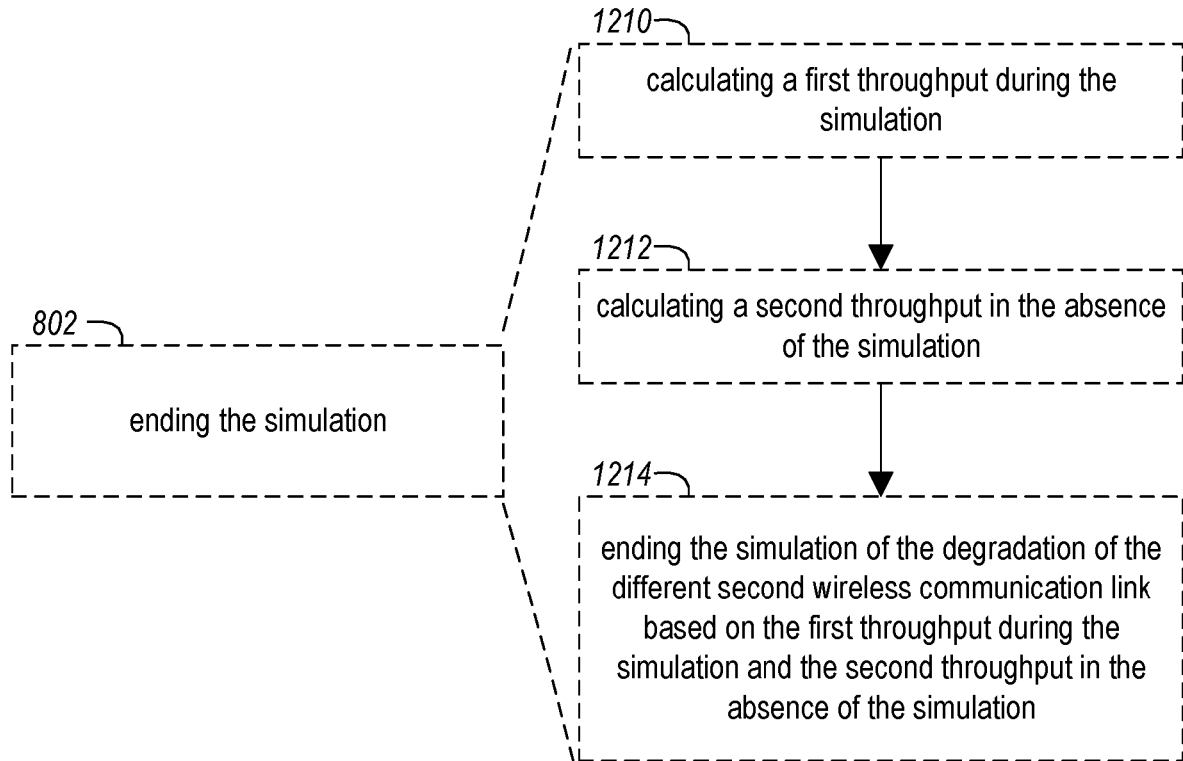 802
ending the simulation
1210
calculating a first throughput during the
simulation
1212
calculating a second throughput in the absence
of the simulation
1214
ending the simulation of the degradation of the
different second wireless communication link
based on the first throughput during the
simulation and the second throughput in the
absence of the simulation